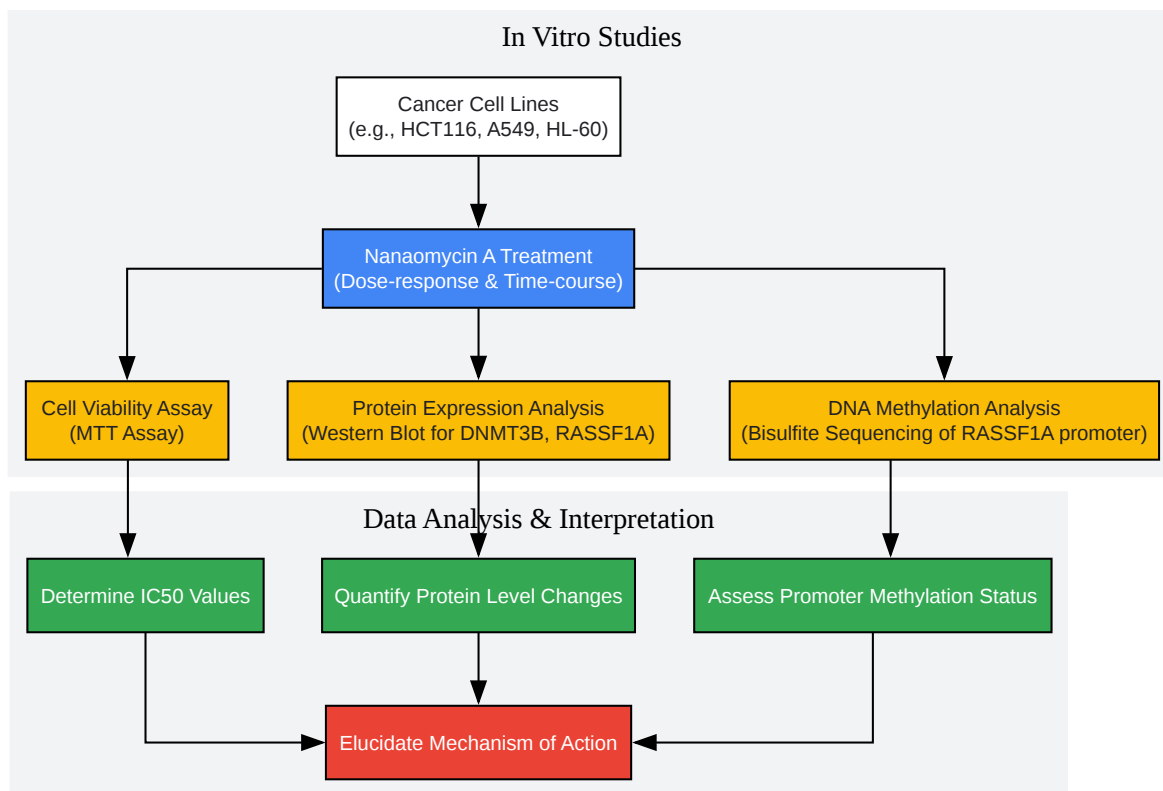 In Vitro Studies
Cancer Cell Lines
(e.g., HCT116, A549, HL-60)
Nanaomycin A Treatment
(Dose-response & Time-course)
Cell Viability Assay
(MTT Assay)
Protein Expression Analysis
(Western Blot for DNMT3B, RASSF1A)
DNA Methylation Analysis
(Bisulfite Sequencing of RASSF1A promoter)
Data Analysis & Interpretation
Determine IC50 Values
Quantify Protein Level Changes
Assess Promoter Methylation Status
Elucidate Mechanism of Action